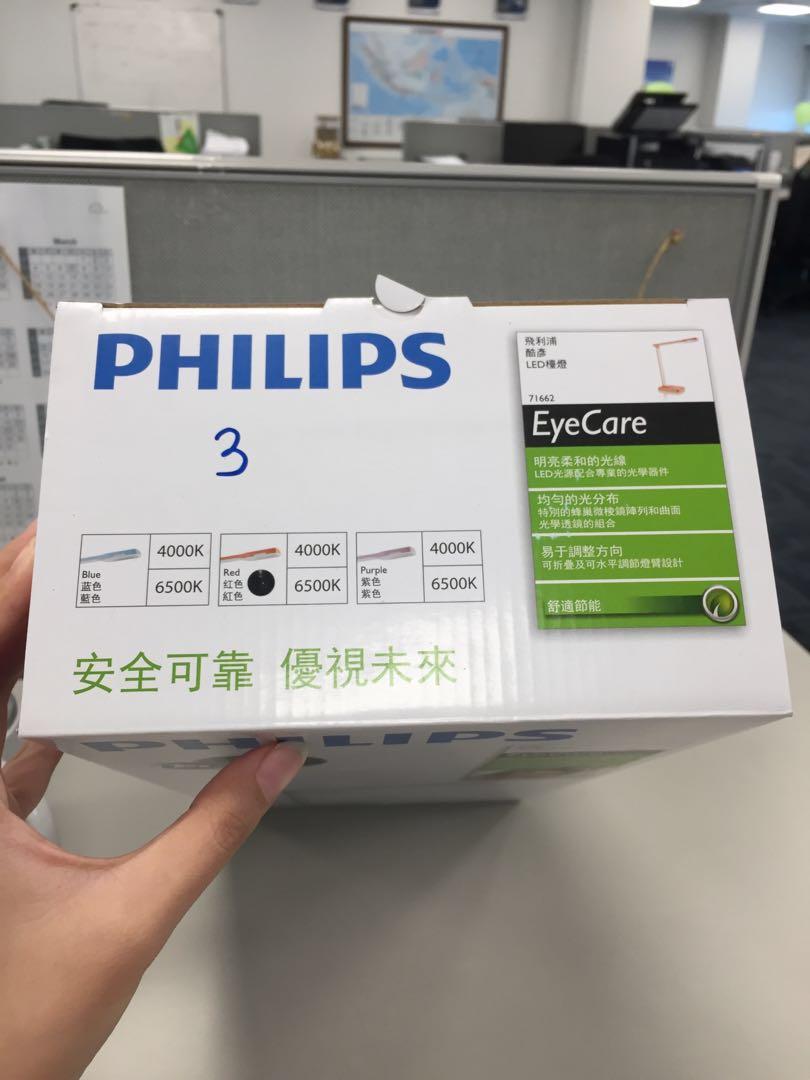 March
PHILIPS
3
Blue
蓝色
藍色
4000K
6500K
Red
红色
紅色
4000K
6500K
Purple
紫色
紫色
4000K
6500K
安全可靠 優視未來
飛利浦
酷彥
LED檯燈
71662
EyeCare
明亮柔和的光線
LED光源配合專業的光學器件
均勻的光分布
特別的蜂巢微棱鏡陣列和曲面
光學透鏡的組合
易于調整方向
可折叠及可水平調節燈臂設計
舒適節能
PHILIPS